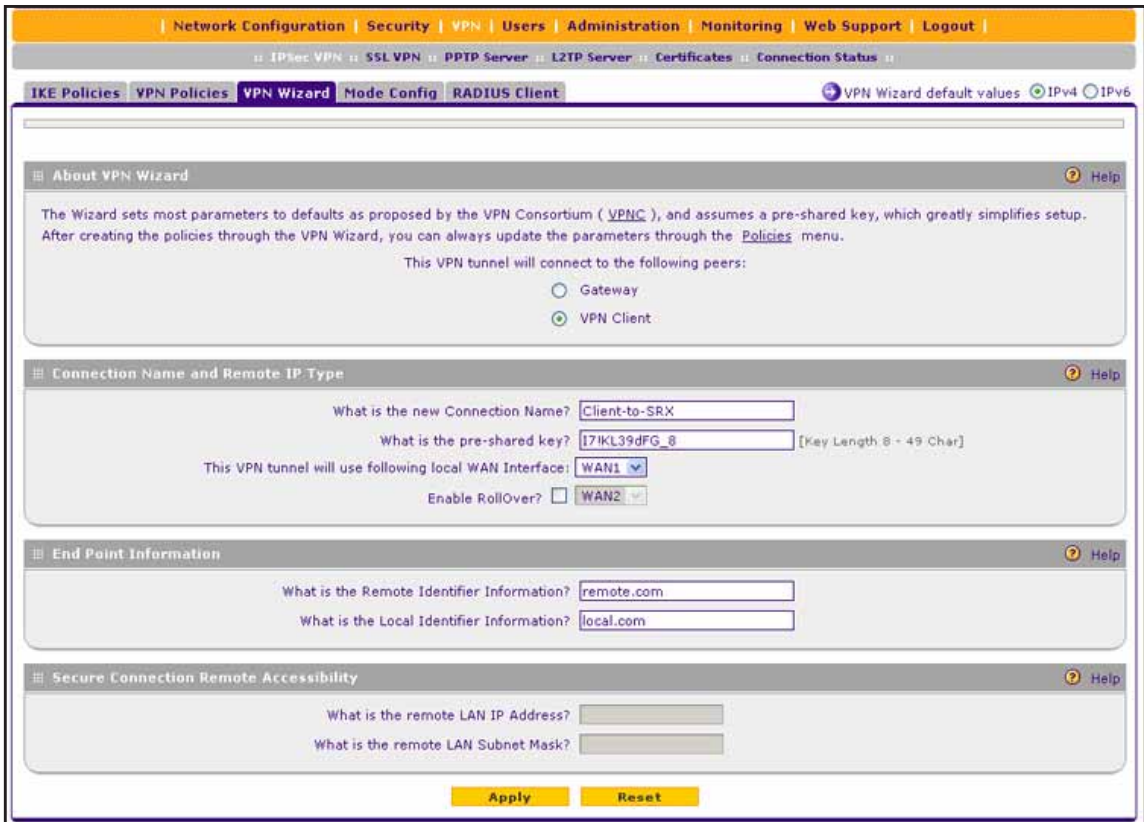 | Network Configuration | Security | VPN | Users | Administration | Monitoring | Web Support | Logout |
:: IPSec VPN :: SSL VPN :: PPTP Server :: L2TP Server :: Certificates :: Connection Status ::
IKE Policies VPN Policies VPN Wizard Mode Config RADIUS Client VPN Wizard default values IPv4 IPv6
About VPN Wizard Help
The Wizard sets most parameters to defaults as proposed by the VPN Consortium ( VPNC ), and assumes a pre-shared key, which greatly simplifies setup.
After creating the policies through the VPN Wizard, you can always update the parameters through the Policies menu.
This VPN tunnel will connect to the following peers:
Gateway
VPN Client
Connection Name and Remote IP Type Help
What is the new Connection Name? Client-to-SRX
What is the pre-shared key? I7!KL39dFG_8 [Key Length 8 - 49 Char]
This VPN tunnel will use following local WAN Interface: WAN1
Enable RollOver? WAN2
End Point Information Help
What is the Remote Identifier Information? remote.com
What is the Local Identifier Information? local.com
Secure Connection Remote Accessibility Help
What is the remote LAN IP Address?
What is the remote LAN Subnet Mask?
Apply Reset